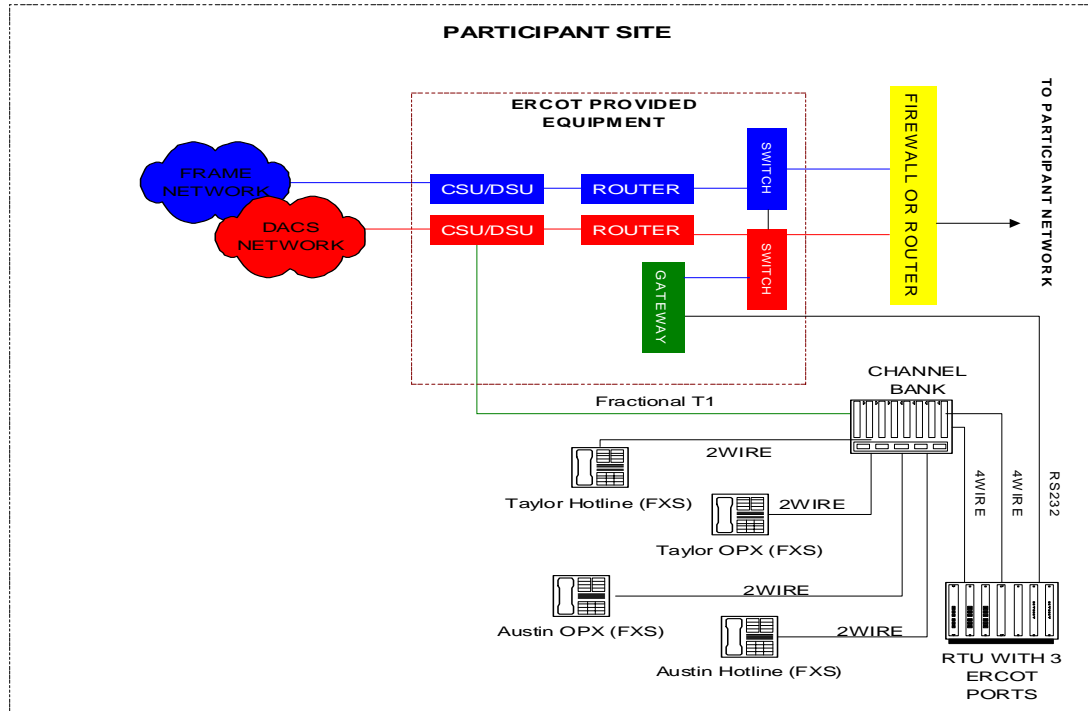 PARTICIPANT SITE
ERCOT PROVIDED
EQUIPMENT
FRAME
NETWORK
DACS
NETWORK
CSU/DSU
ROUTER
SWITCH
CSU/DSU
ROUTER
SWITCH
GATEWAY
FIREWALL OR ROUTER
TO PARTICIPANT NETWORK
Fractional T1
CHANNEL
BANK
2WIRE
Taylor Hotline (FXS)
2WIRE
Taylor OPX (FXS)
2WIRE
Austin OPX (FXS)
2WIRE
Austin Hotline (FXS)
4WIRE
4WIRE
RS232
RTU WITH 3
ERCOT
PORTS